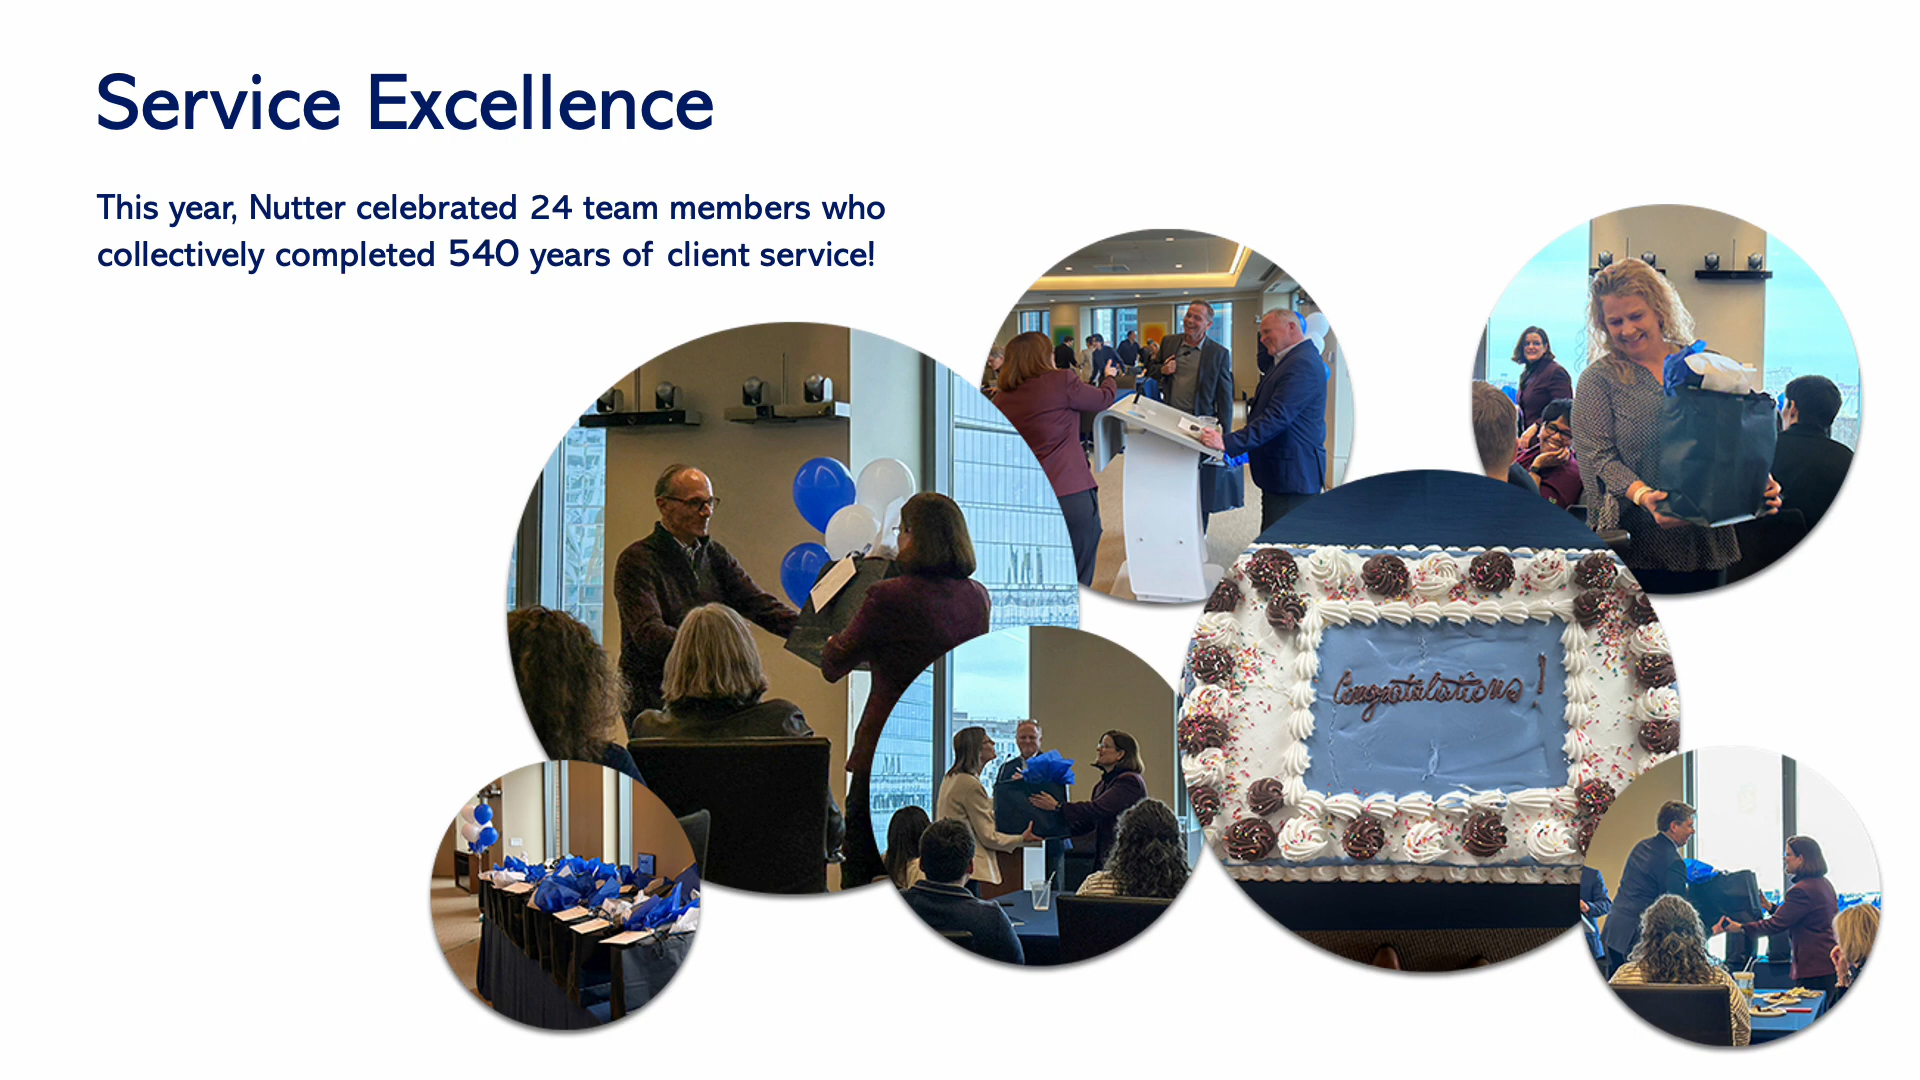 Service Excellence
This year, Nutter celebrated 24 team members who
collectively completed 540 years of client service!
Congratulations!